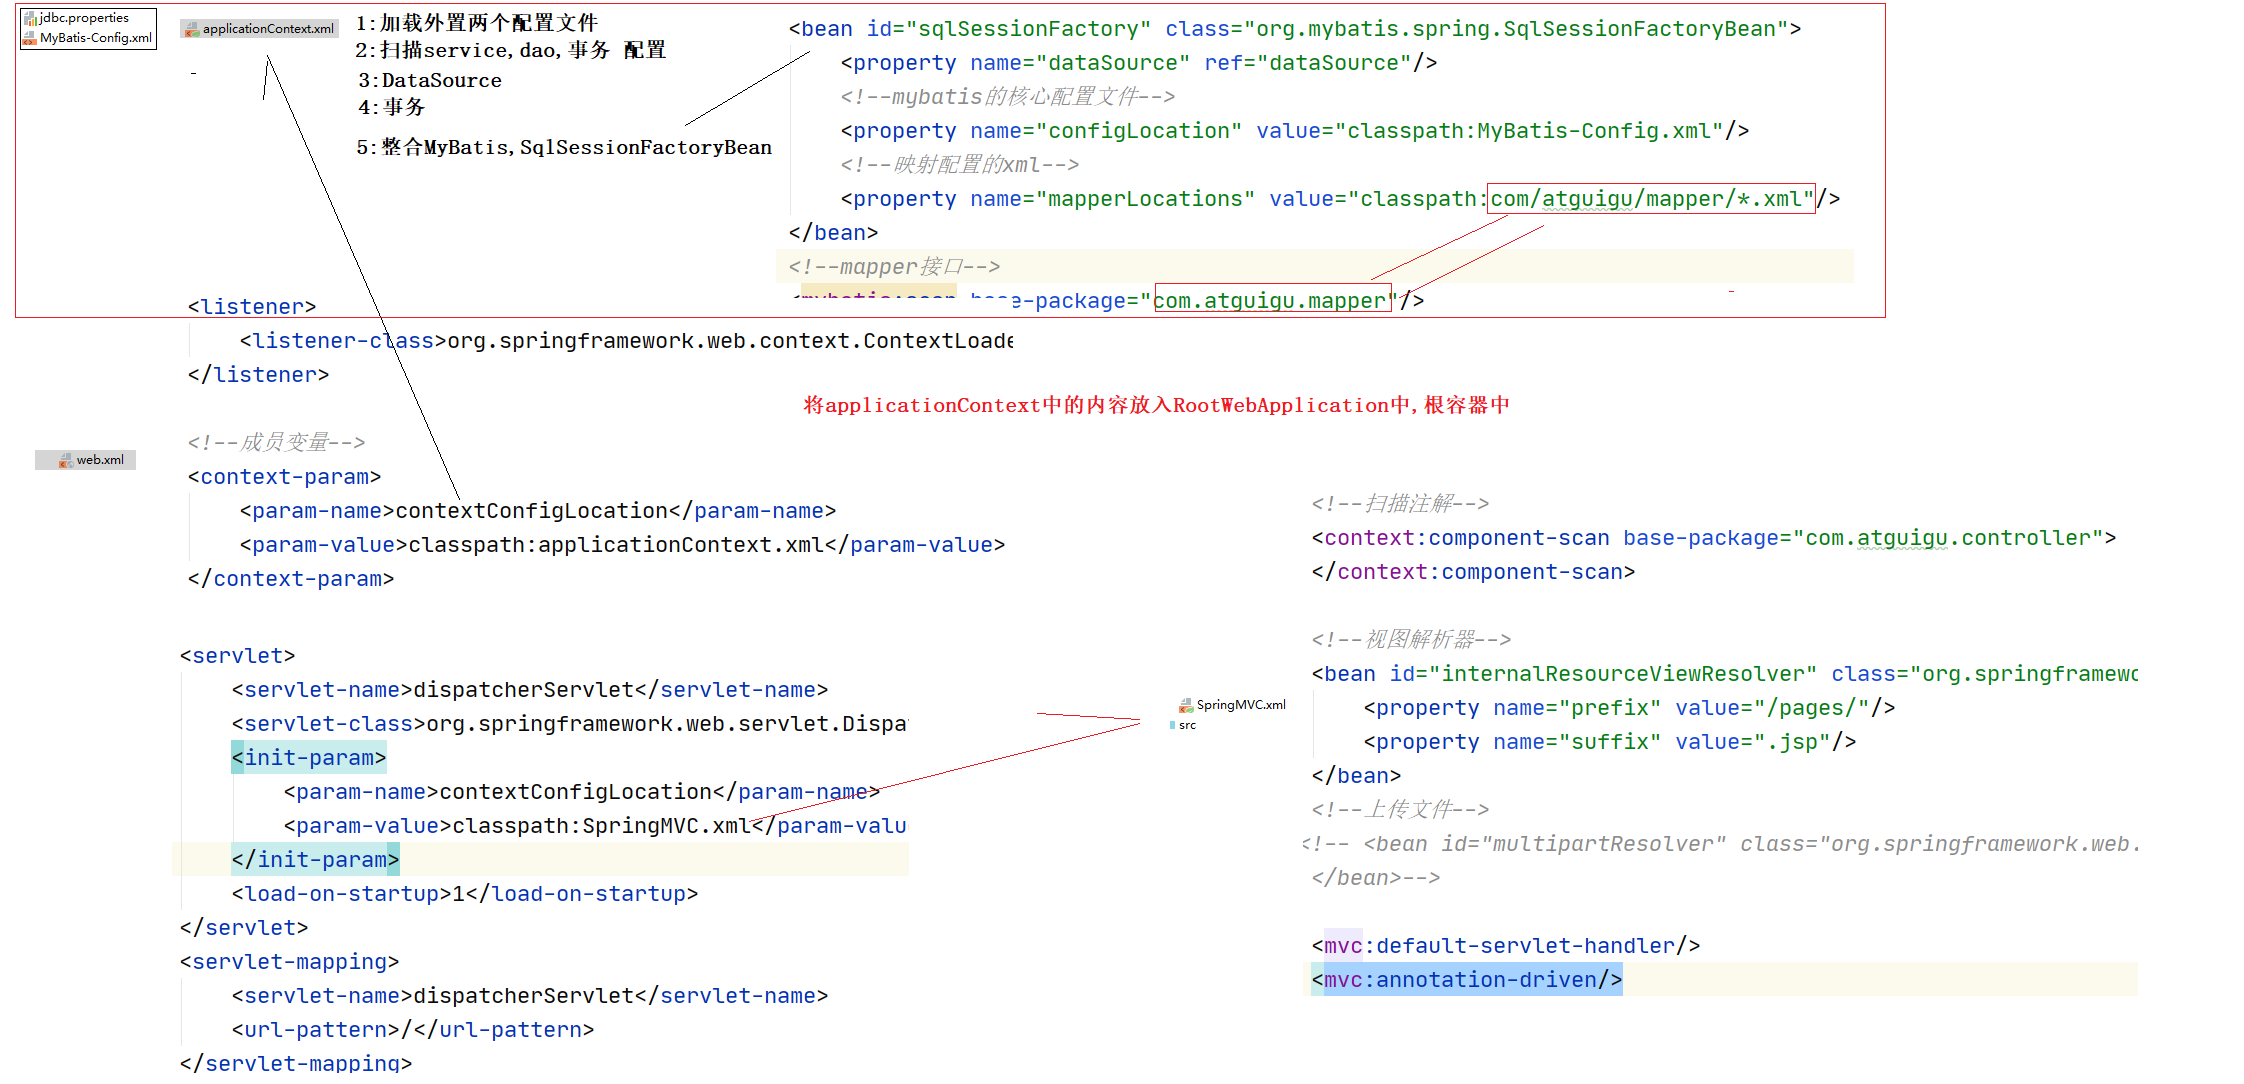 jdbc.properties
MyBatis-Config.xml
applicationContext.xml
1:加载外置两个配置文件
2:扫描service,dao,事务 配置
3:DataSource
4:事务
5:整合MyBatis,SqlSessionFactoryBean
<bean id="sqlSessionFactory" class="org.mybatis.spring.SqlSessionFactoryBean">
<property name="dataSource" ref="dataSource"/>
<!--mybatis的核心配置文件-->
<property name="configLocation" value="classpath:MyBatis-Config.xml"/>
<!--映射配置的xml-->
<property name="mapperLocations" value="classpath:com/atguigu/mapper/*.xml"/>
</bean>
<!--mapper接口-->
<mybatis:scan base-package="com.atguigu.mapper"/>
<listener>
<listener-class>org.springframework.web.context.ContextLoade
</listener>
将applicationContext中的内容放入RootWebApplication中,根容器中
web.xml
<!--成员变量-->
<context-param>
<param-name>contextConfigLocation</param-name>
<param-value>classpath:applicationContext.xml</param-value>
</context-param>
<servlet>
<servlet-name>dispatcherServlet</servlet-name>
<servlet-class>org.springframework.web.servlet.Dispa
<init-param>
<param-name>contextConfigLocation</param-name>
<param-value>classpath:SpringMVC.xml</param-valu
</init-param>
<load-on-startup>1</load-on-startup>
</servlet>
<servlet-mapping>
<servlet-name>dispatcherServlet</servlet-name>
<url-pattern>/</url-pattern>
</servlet-mapping>
SpringMVC.xml
src
<!--扫描注解-->
<context:component-scan base-package="com.atguigu.controller">
</context:component-scan>
<!--视图解析器-->
<bean id="internalResourceViewResolver" class="org.springframewo
<property name="prefix" value="/pages/"/>
<property name="suffix" value=".jsp"/>
</bean>
<!--上传文件-->
<!-- <bean id="multipartResolver" class="org.springframework.web.
</bean>-->
<mvc:default-servlet-handler/>
<mvc:annotation-driven/>